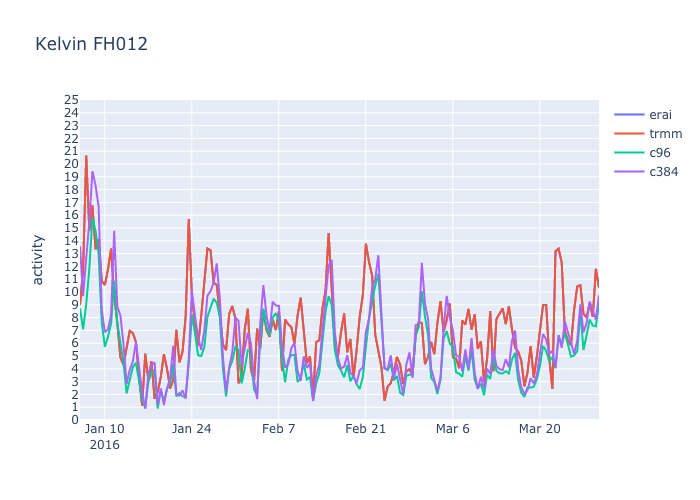 Kelvin FH012
activity
25
24
23
22
21
20
19
18
17
16
15
14
13
12
11
10
9
8
7
6
5
4
3
2
1
0
Jan 10
2016
Jan 24
Feb 7
Feb 21
Mar 6
Mar 20
erai
trmm
c96
c384